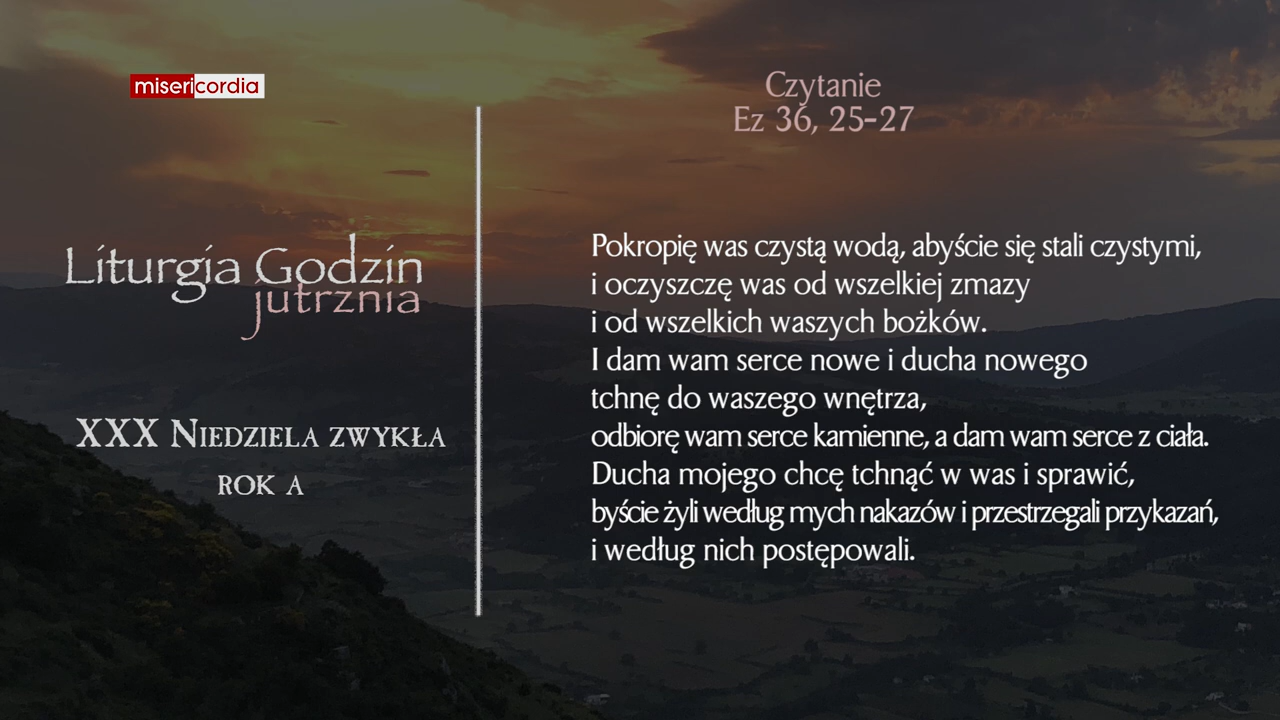 misericordia
Liturgia Godzin
jutrznia
XXX Niedziela zwykła
rok A
Czytanie
Ez 36, 25-27
Pokropię was czystą wodą, abyście się stali czystymi,
i oczyszczę was od wszelkiej zmazy
i od wszelkich waszych bożków.
I dam wam serce nowe i ducha nowego
tchnę do waszego wnętrza,
odbiorę wam serce kamienne, a dam wam serce z ciała.
Ducha mojego chcę tchnąć w was i sprawić,
byście żyli według mych nakazów i przestrzegali przykazań,
i według nich postępowali.